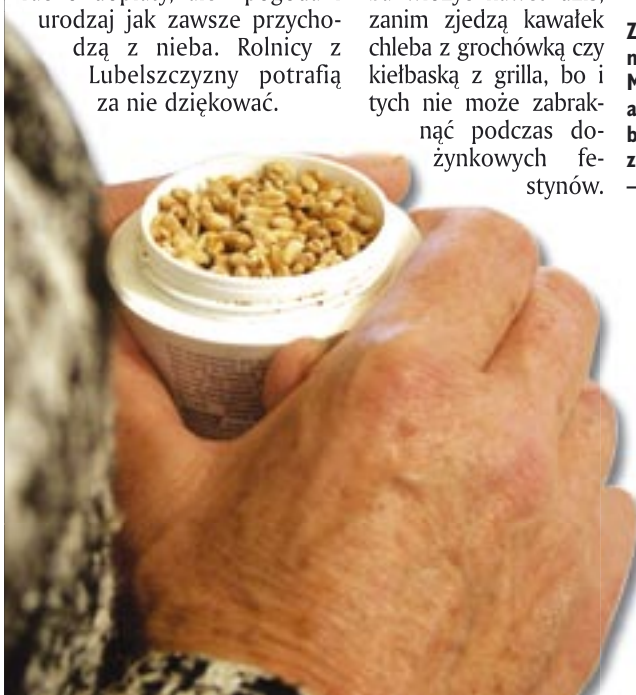 urodzaj jak zawsze przycho-
dzą z nieba. Rolnicy z
Lubelszczyzny potrafią
za nie dziękować.
zanim zjedzą kawałek
chleba z grochówką czy
kiełbaską z grilla, bo i
tych nie może zabrak-
nąć podczas do-
żynkowych fe-
stynów.
Z
n
M
a
b
z
–